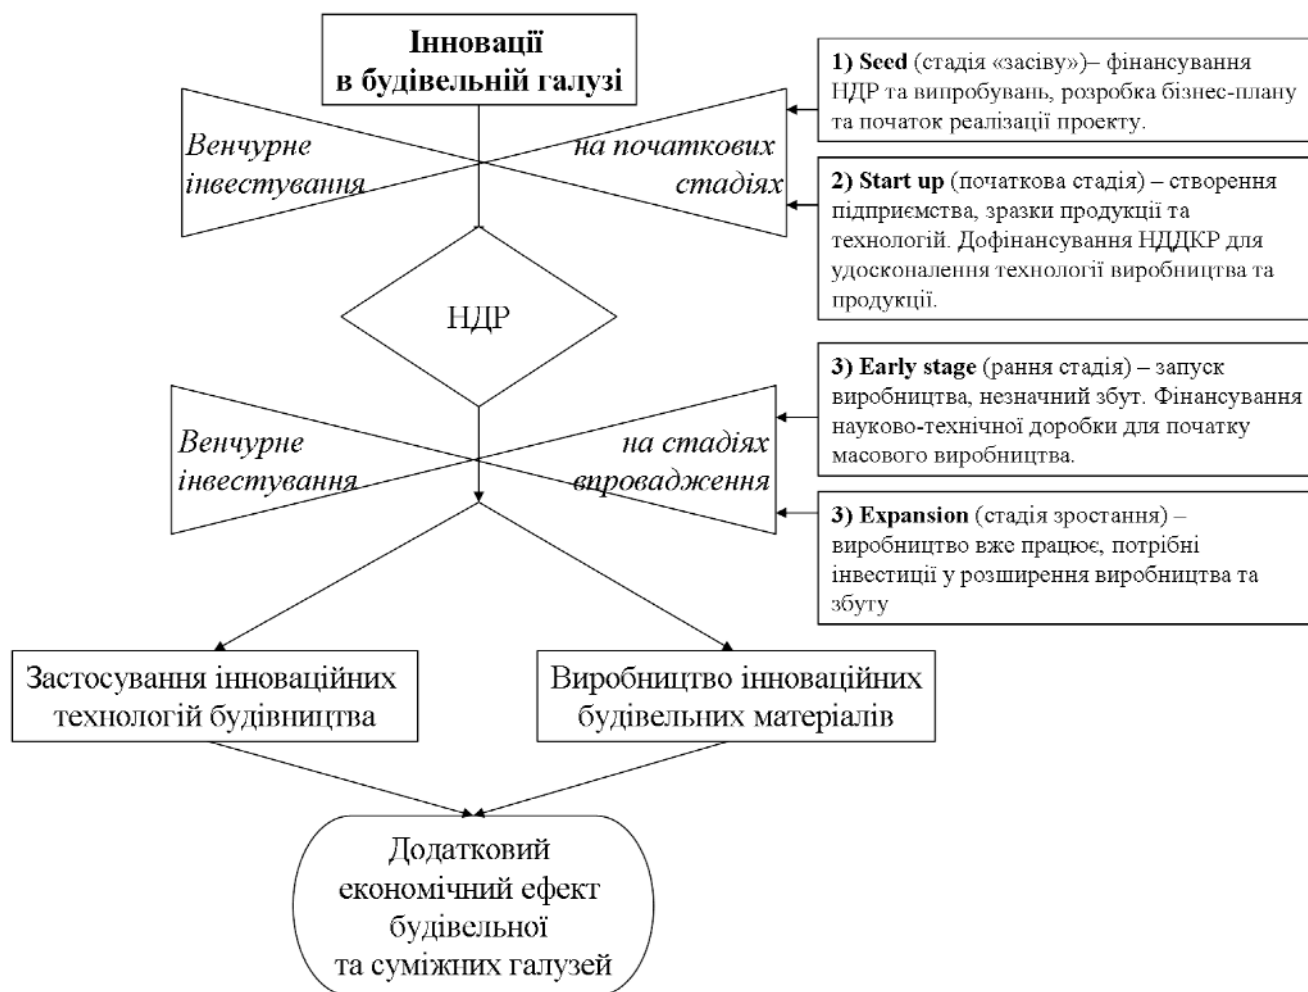 Інновації
в будівельній галузі
Венчурне
інвестування
на початкових
стадіях
1) Seed (стадія «засіву»)– фінансування
НДР та випробувань, розробка бізнес-плану
та початок реалізації проекту.
2) Start up (початкова стадія) – створення
підприємства, зразки продукції та
технологій. Дофінансування НДДКР для
удосконалення технології виробництва та
продукції.
НДР
Венчурне
інвестування
на стадіях
впровадження
3) Early stage (рання стадія) – запуск
виробництва, незначний збут. Фінансування
науково-технічної доробки для початку
масового виробництва.
3) Expansion (стадія зростання) –
виробництво вже працює, потрібні
інвестиції у розширення виробництва та
збуту
Застосування інноваційних
технологій будівництва
Виробництво інноваційних
будівельних матеріалів
Додатковий
економічний ефект
будівельної
та суміжних галузей